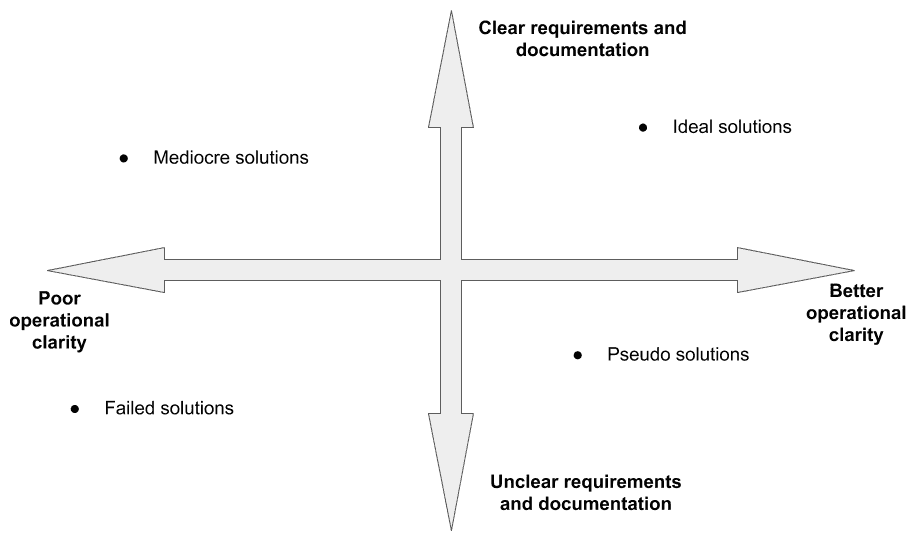 Clear requirements and
documentation
● Ideal solutions
● Mediocre solutions
Poor
operational
clarity
Better
operational
clarity
● Pseudo solutions
● Failed solutions
Unclear requirements
and documentation